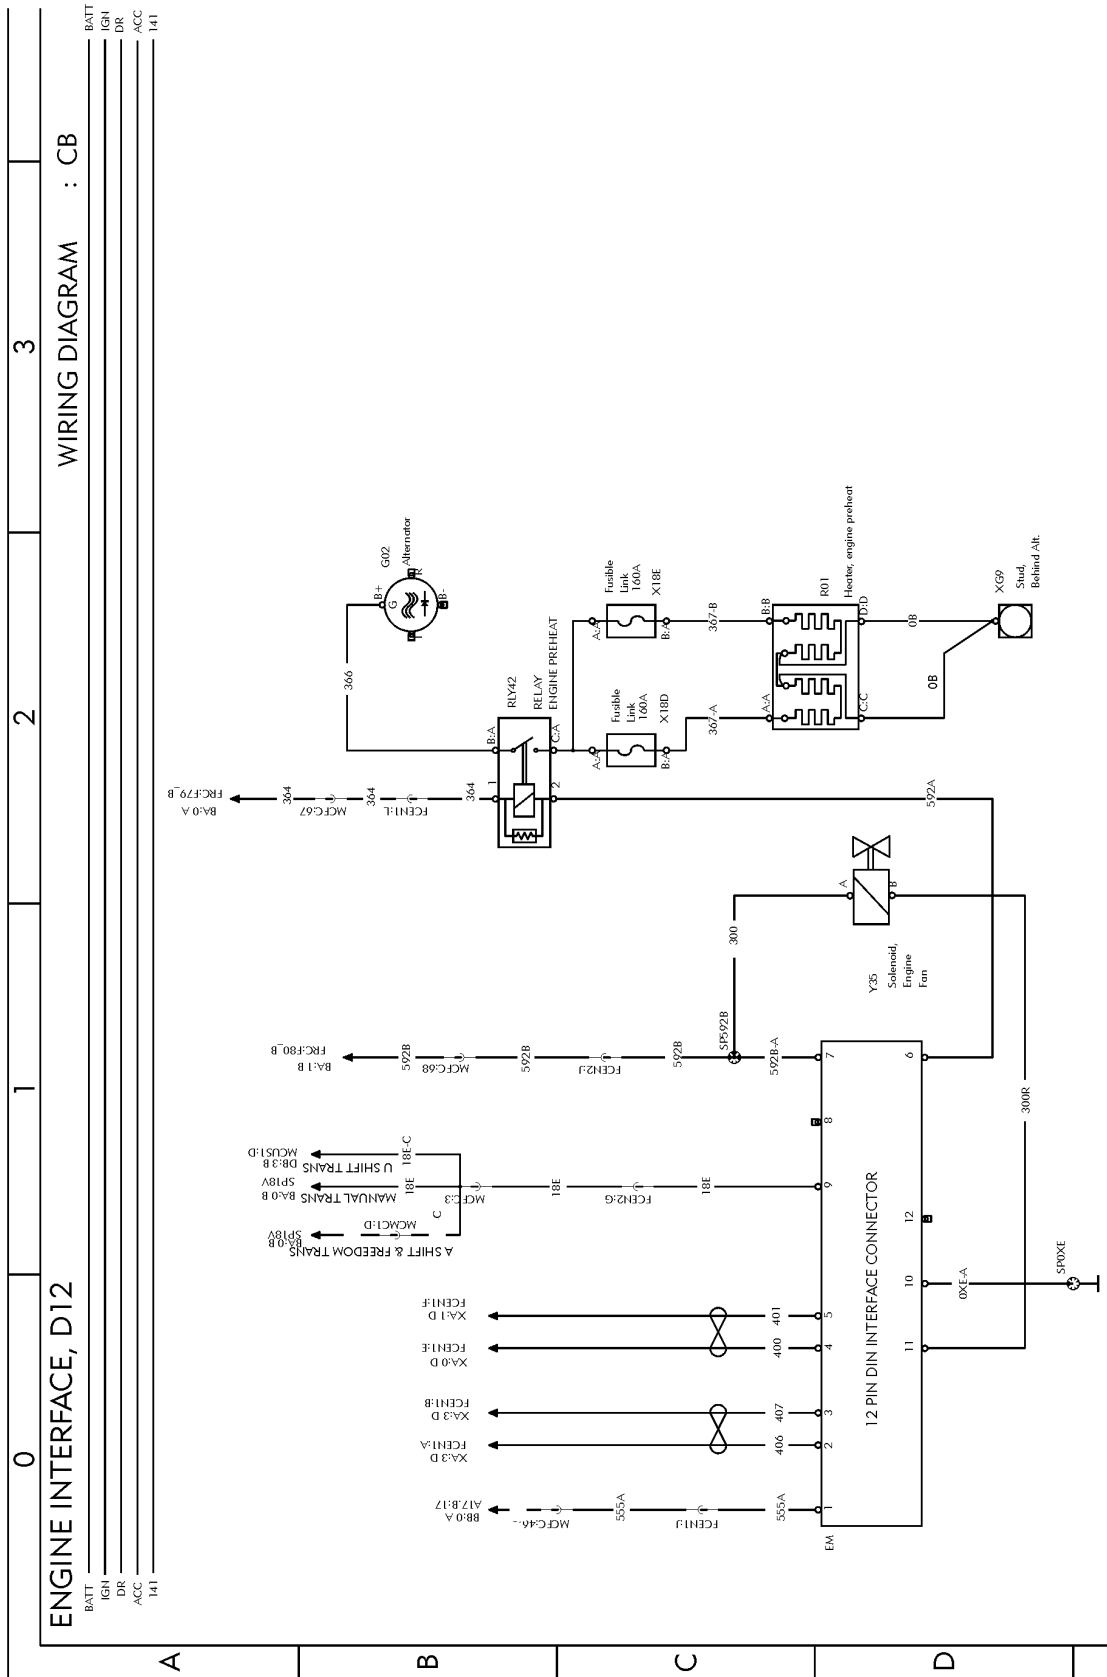 0
1
2
3
ENGINE INTERFACE, D12
WIRING DIAGRAM : CB
BATT
BATT
IGN
IGN
DR
DR
ACC
ACC
141
141
A
B
C
D
BB:0 A
A17.B:17
MCFC:46
555A
FCEN1:J
555A
XA:3 D
FCEN1:A
406
XA:3 D
FCEN1:B
407
XA:0 D
FCEN1:E
400
XA:1 D
FCEN1:F
401
BA:0 B
SP18V
A SHIFT & FREEDOM TRANS
MCMC1:D
C
BA:0 B
SP18V
MANUAL TRANS
18E
DB:3 B
MCUS1:D
U SHIFT TRANS
18E-C
MCFC:3
18E
FCEN2:G
18E
BA:1 B
FRC:F80_B
592B
MCFC:68
592B
FCEN2:J
592B
SP592B
592B-A
300
BA:0 A
FRC:F79_B
364
MCFC:67
364
FCEN1:L
364
366
G02
Alternator
B+
G
R
B-
RLY42
RELAY
ENGINE PREHEAT
1
B:A
2
C:A
A:A
B:A
Fusible
Link
160A
X18D
A:A
B:A
Fusible
Link
160A
X18E
367-A
367-B
A:A
B:B
C:C
D:D
R01
Heater, engine preheat
0B
0B
XG9
Stud,
Behind Alt.
592A
A
B
Y35
Solenoid,
Engine
Fan
300R
EM
12 PIN DIN INTERFACE CONNECTOR
1
2
3
4
5
9
8
7
11
10
12
6
0XE-A
SP0XE